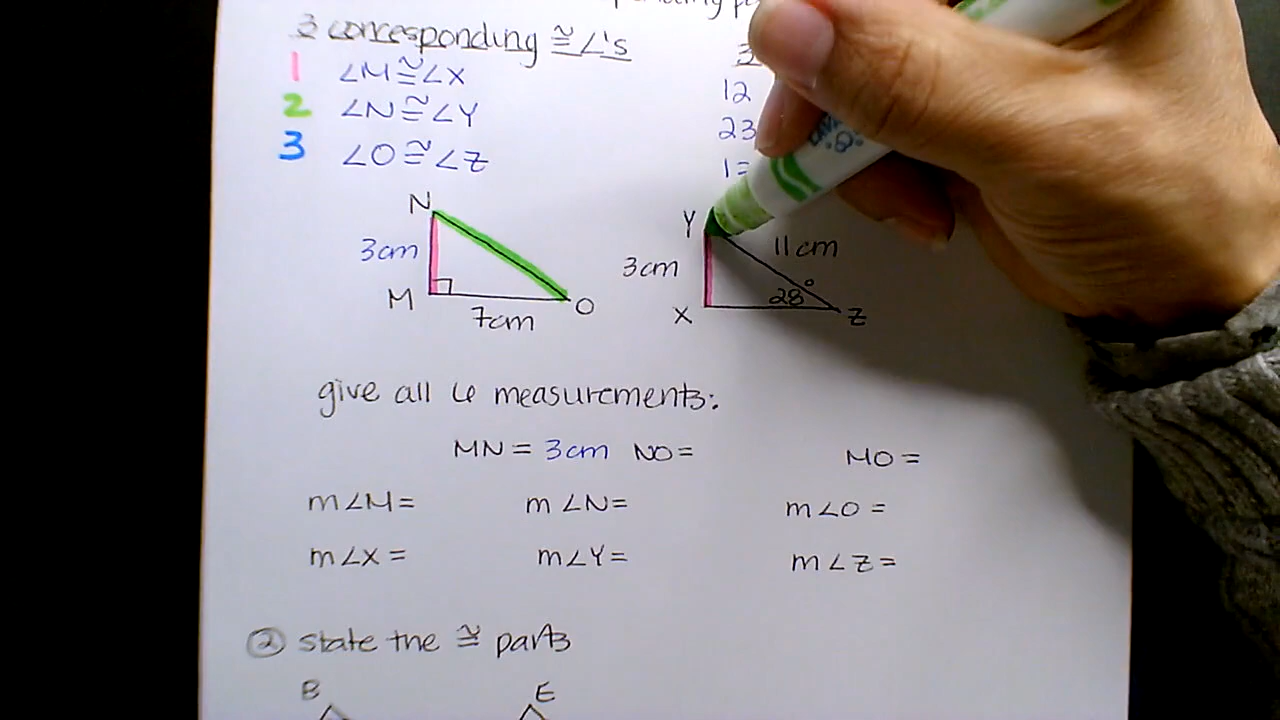 3 corresponding ≅ ∠'s
3
1 ∠M ≅ ∠X
12
2 ∠N ≅ ∠Y
23
3 ∠O ≅ ∠Z
N
Y
3cm
11cm
3cm
28°
M
O
7cm
X
Z
give all 6 measurements:
MN = 3cm NO = MO =
m∠M = m∠N = m∠O =
m∠X = m∠Y = m∠Z =
② state the ≅ parts
B E